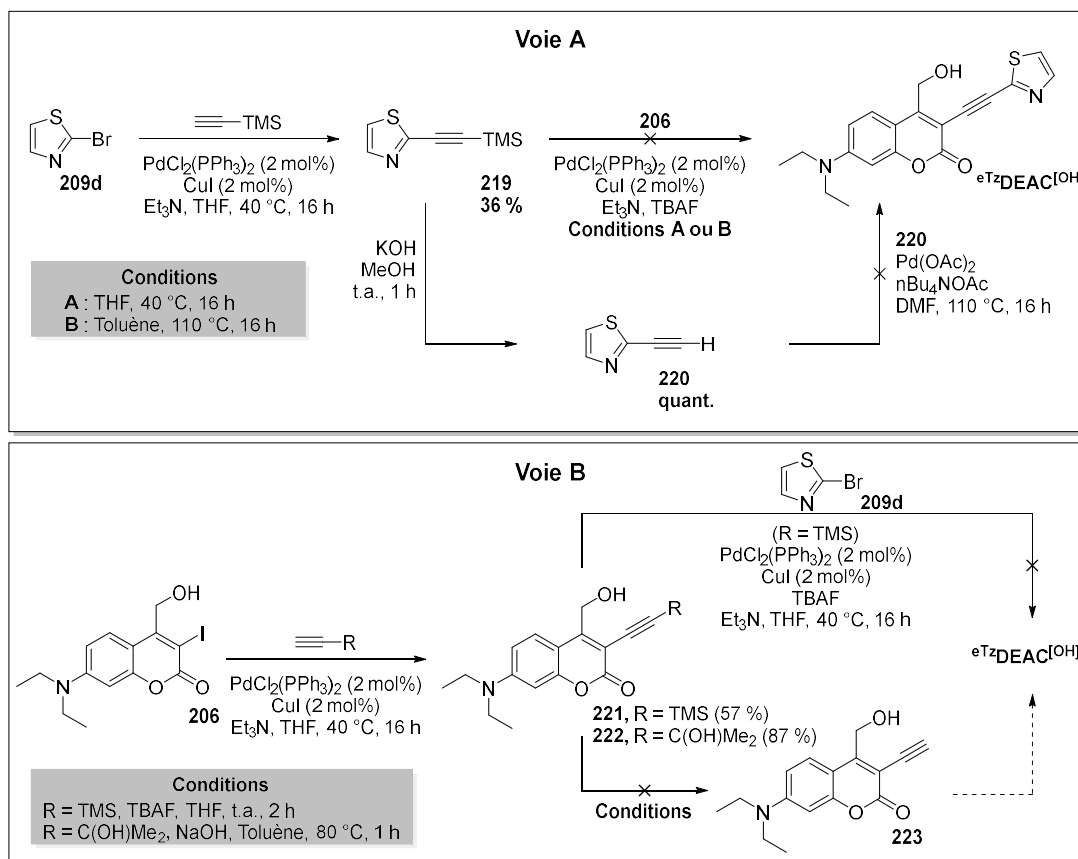 Voie A
S
N
Br
209d
TMS
PdCl2(PPh3)2 (2 mol%)
CuI (2 mol%)
Et3N, THF, 40 °C, 16 h
S
N
TMS
219
36 %
206
PdCl2(PPh3)2 (2 mol%)
CuI (2 mol%)
Et3N, TBAF
Conditions A ou B
OH
S
N
N
O
O
eTzDEAC[OH]
Conditions
A : THF, 40 °C, 16 h
B : Toluène, 110 °C, 16 h
KOH
MeOH
t.a., 1 h
S
N
H
220
quant.
220
Pd(OAc)2
nBu4NOAc
DMF, 110 °C, 16 h
Voie B
S
N
Br
209d
(R = TMS)
PdCl2(PPh3)2 (2 mol%)
CuI (2 mol%)
TBAF
Et3N, THF, 40 °C, 16 h
OH
I
N
O
O
206
R
PdCl2(PPh3)2 (2 mol%)
CuI (2 mol%)
Et3N, THF, 40 °C, 16 h
OH
R
N
O
O
221, R = TMS (57 %)
222, R = C(OH)Me2 (87 %)
eTzDEAC[OH]
Conditions
R = TMS, TBAF, THF, t.a., 2 h
R = C(OH)Me2, NaOH, Toluène, 80 °C, 1 h
Conditions
OH
N
O
O
223